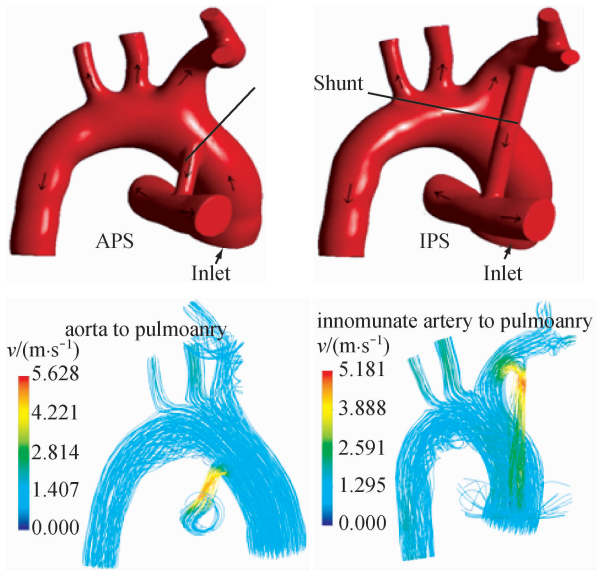 Shunt
APS
IPS
Inlet
Inlet
aorta to pulmoanry
v/(m·s⁻¹)
5.628
4.221
2.814
1.407
0.000
innomunate artery to pulmoanry
v/(m·s⁻¹)
5.181
3.888
2.591
1.295
0.000